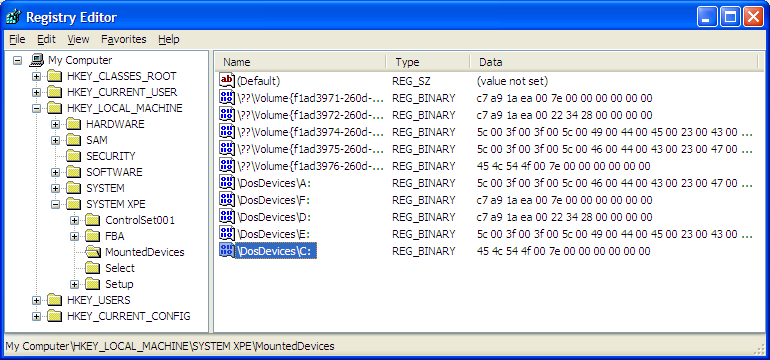 Registry Editor
File Edit View Favorites Help
My Computer
HKEY_CLASSES_ROOT
HKEY_CURRENT_USER
HKEY_LOCAL_MACHINE
HARDWARE
SAM
SECURITY
SOFTWARE
SYSTEM
SYSTEM XPE
ControlSet001
FBA
MountedDevices
Select
Setup
HKEY_USERS
HKEY_CURRENT_CONFIG
Name Type Data
ab (Default) REG_SZ (value not set)
\??\Volume{f1ad3971-260d-... REG_BINARY c7 a9 1a ea 00 7e 00 00 00 00 00 00
\??\Volume{f1ad3972-260d-... REG_BINARY c7 a9 1a ea 00 22 34 28 00 00 00 00
\??\Volume{f1ad3974-260d-... REG_BINARY 5c 00 3f 00 3f 00 5c 00 49 00 44 00 45 00 23 00 43 00 ...
\??\Volume{f1ad3975-260d-... REG_BINARY 5c 00 3f 00 3f 00 5c 00 46 00 44 00 43 00 23 00 47 00 ...
\??\Volume{f1ad3976-260d-... REG_BINARY 45 4c 54 4f 00 7e 00 00 00 00 00 00
\DosDevices\A: REG_BINARY 5c 00 3f 00 3f 00 5c 00 46 00 44 00 43 00 23 00 47 00 ...
\DosDevices\F: REG_BINARY c7 a9 1a ea 00 7e 00 00 00 00 00 00
\DosDevices\D: REG_BINARY c7 a9 1a ea 00 22 34 28 00 00 00 00
\DosDevices\E: REG_BINARY 5c 00 3f 00 3f 00 5c 00 49 00 44 00 45 00 23 00 43 00 ...
\DosDevices\C: REG_BINARY 45 4c 54 4f 00 7e 00 00 00 00 00 00
My Computer\HKEY_LOCAL_MACHINE\SYSTEM XPE\MountedDevices